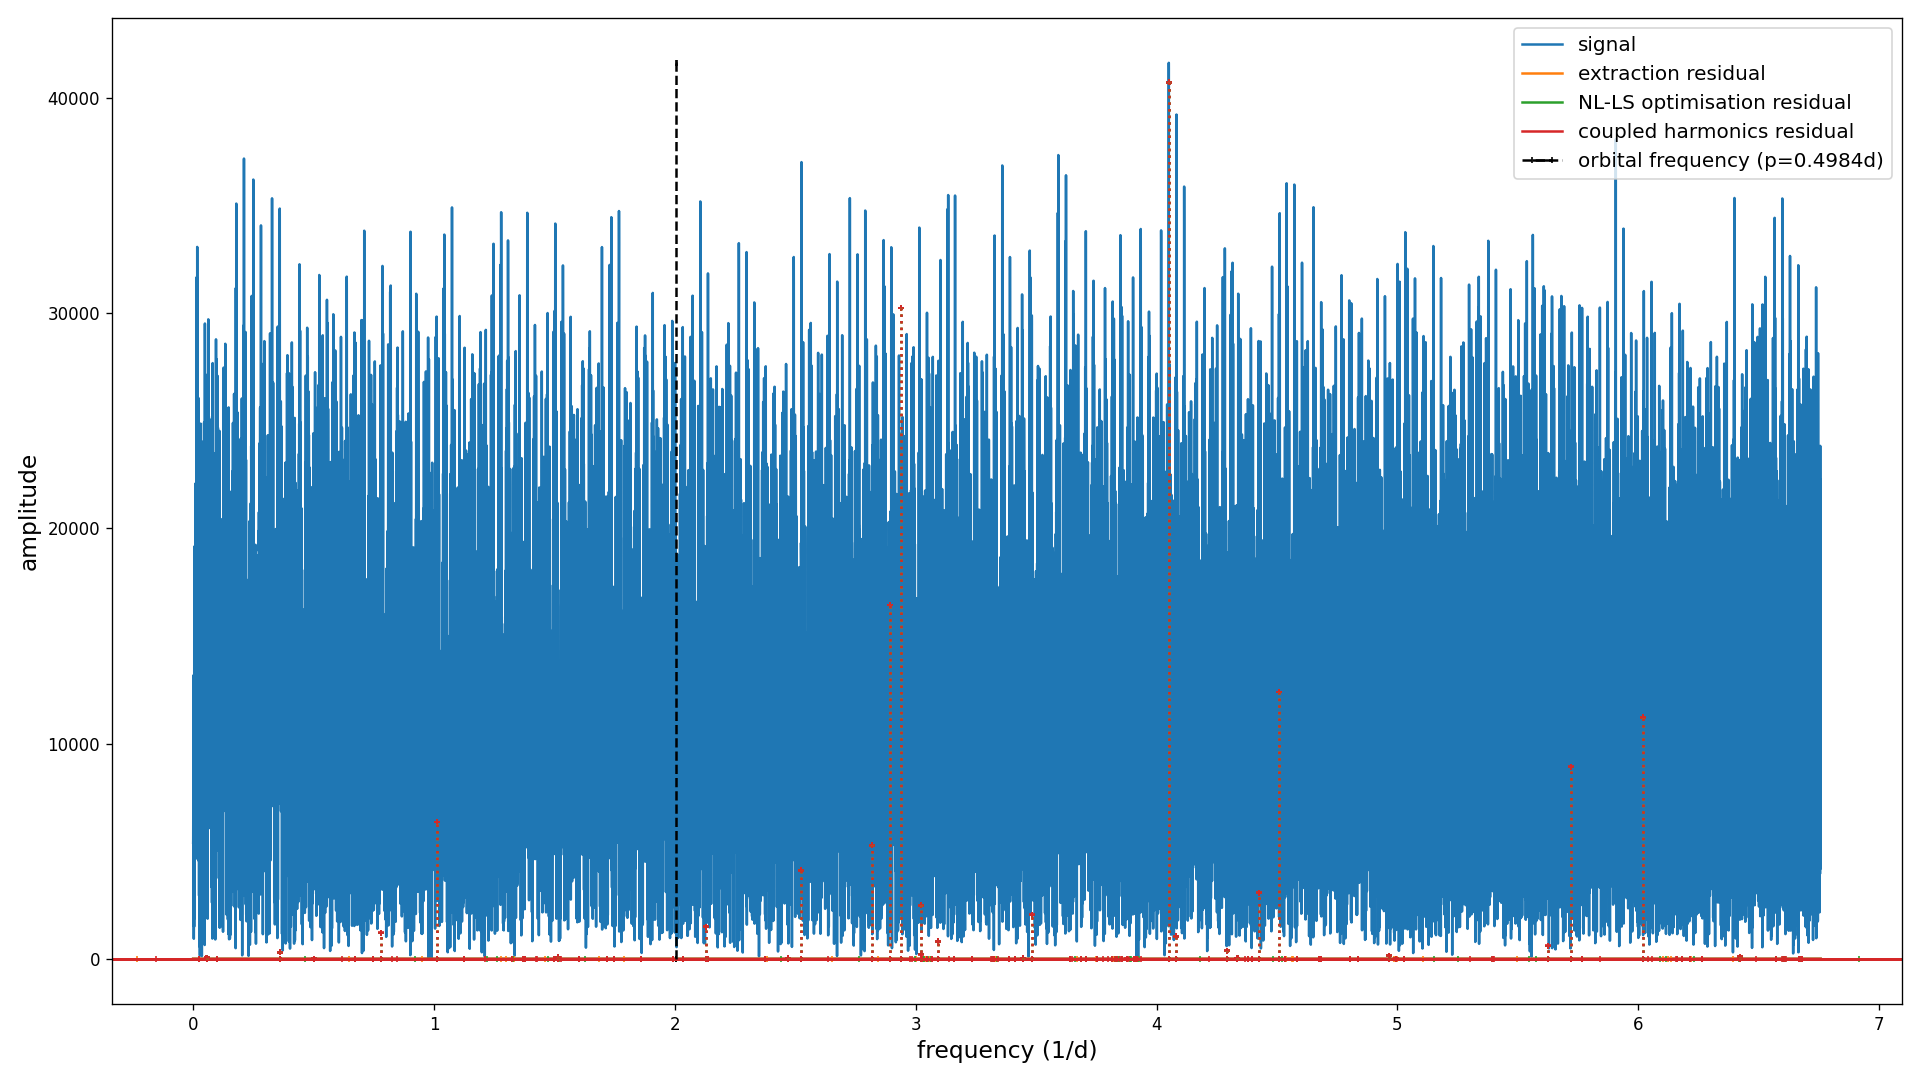 signal
extraction residual
NL-LS optimisation residual
coupled harmonics residual
orbital frequency (p=0.4984d)
amplitude
40000
30000
20000
10000
0
0 1 2 3 4 5 6 7
frequency (1/d)